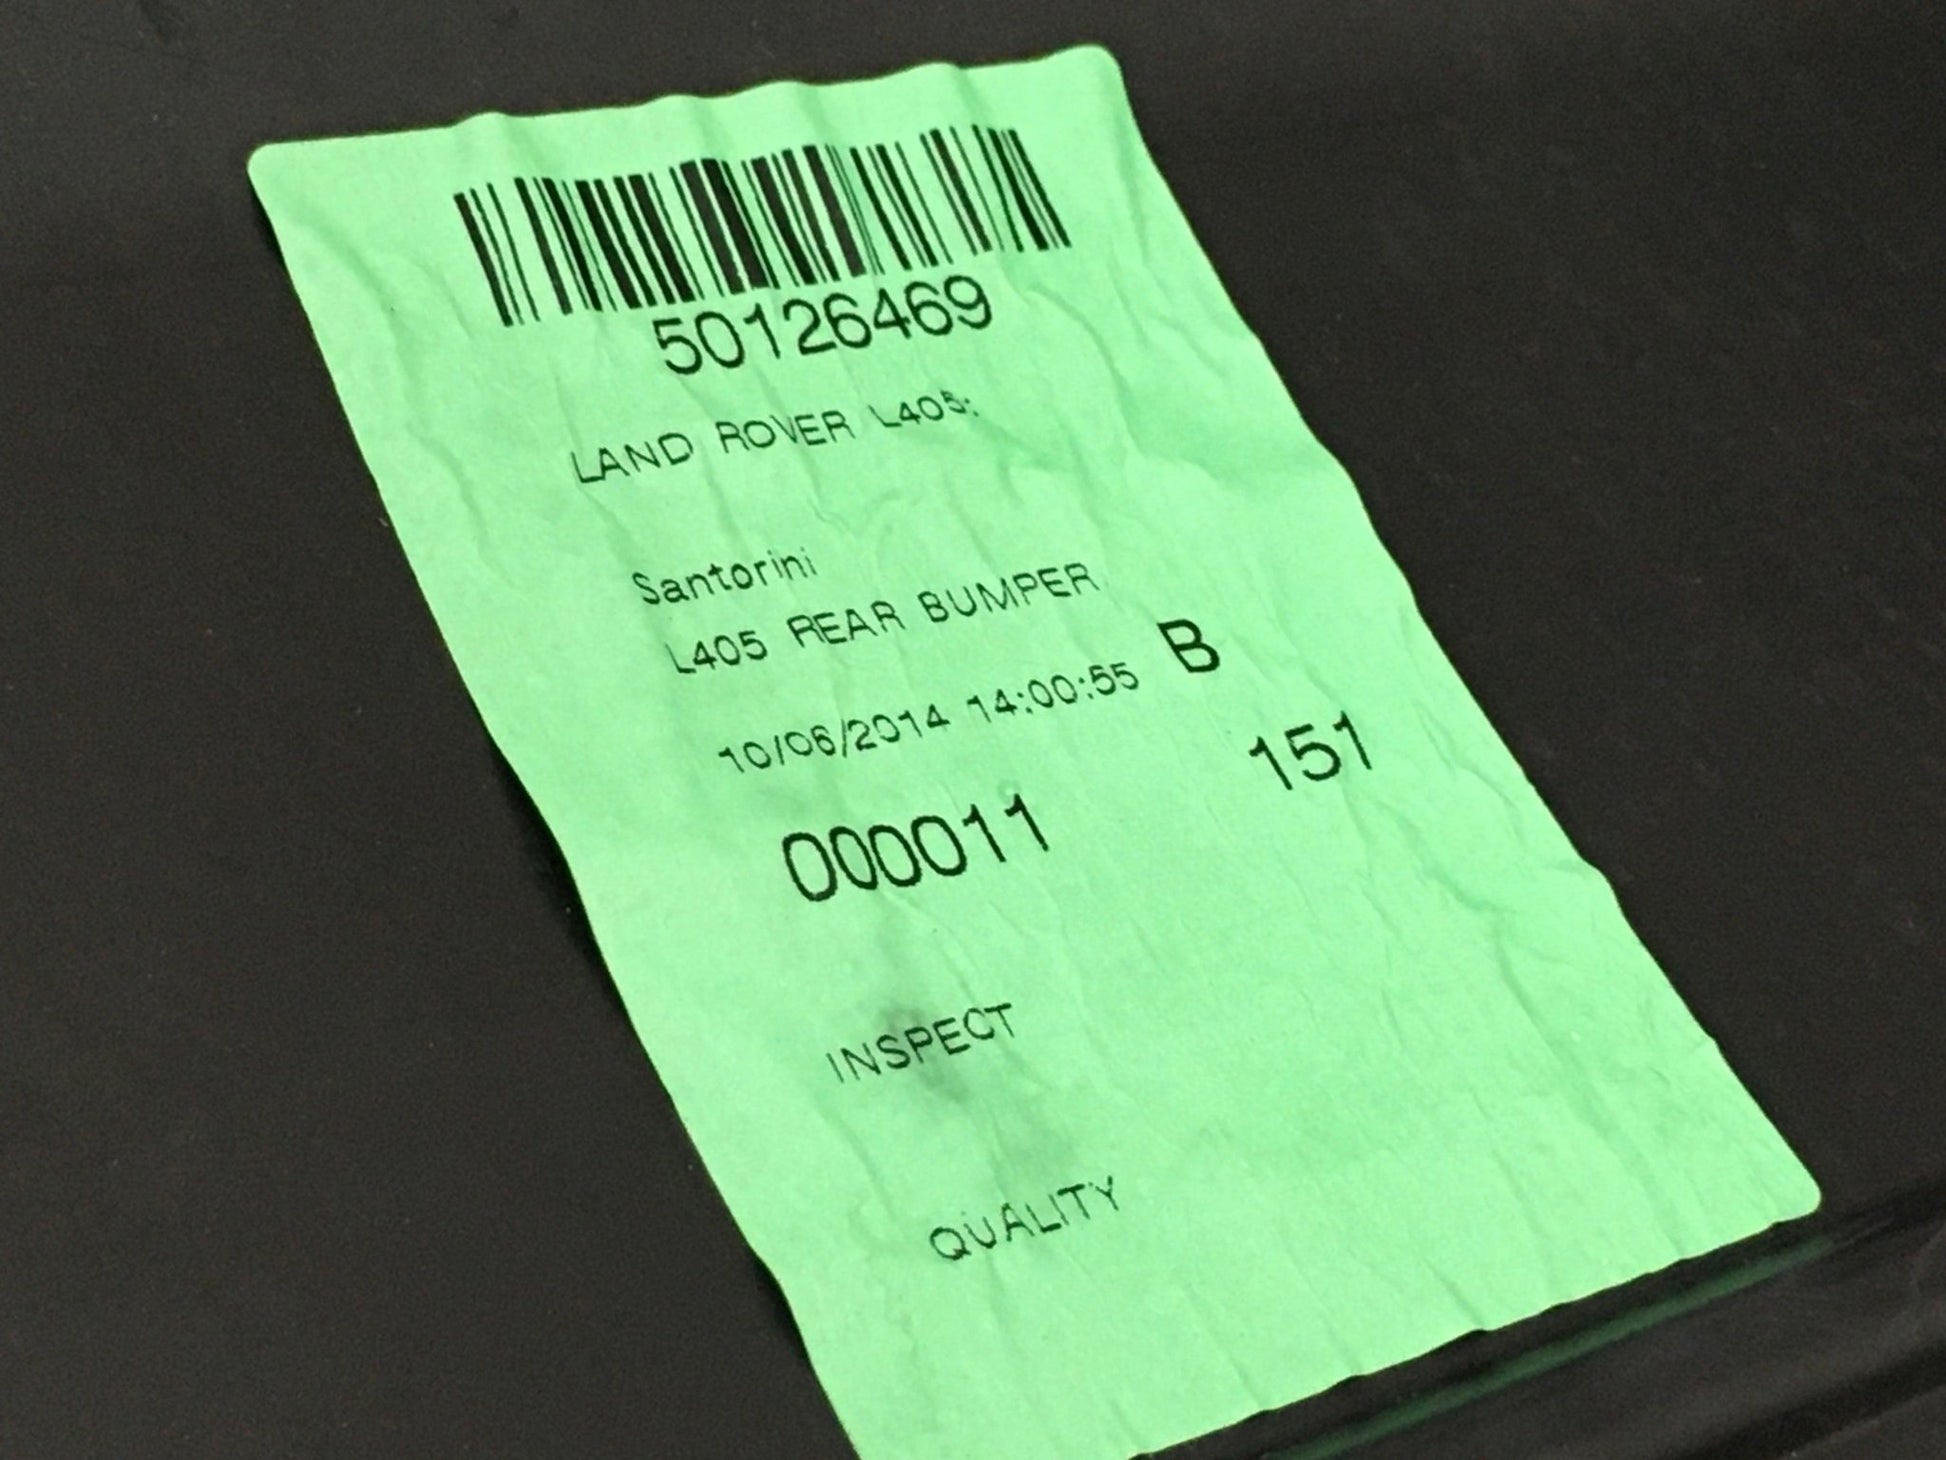 50126469
LAND ROVER L405:
Santorini
L405 REAR BUMPER
10/06/2014 14:00:55 B
000011 151
INSPECT
QUALITY